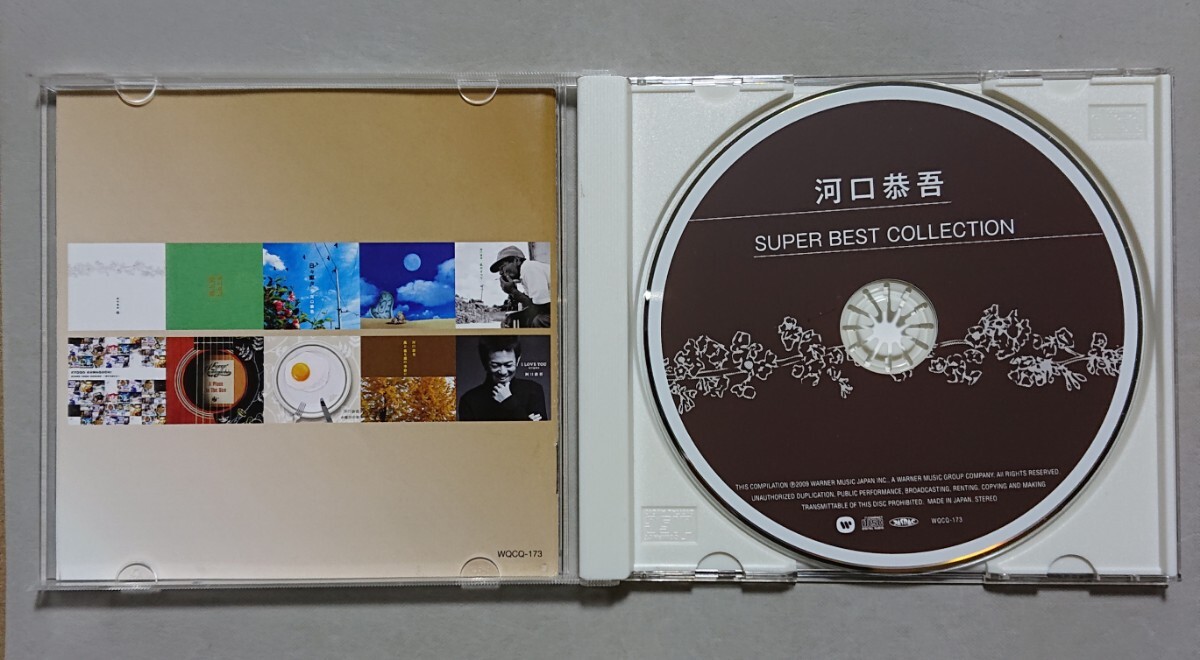 I LOVE YOU
WQCQ-173
河口恭吾
SUPER BEST COLLECTION
THIS COMPILATION ℗2009 WARNER MUSIC JAPAN INC., A WARNER MUSIC GROUP COMPANY. All RIGHTS RESERVED.
UNAUTHORIZED DUPLICATION, PUBLIC PERFORMANCE, BROADCASTING, RENTING, COPYING AND MAKING
TRANSMITTABLE OF THIS DISC PROHIBITED. MADE IN JAPAN. STEREO
WQCQ-173